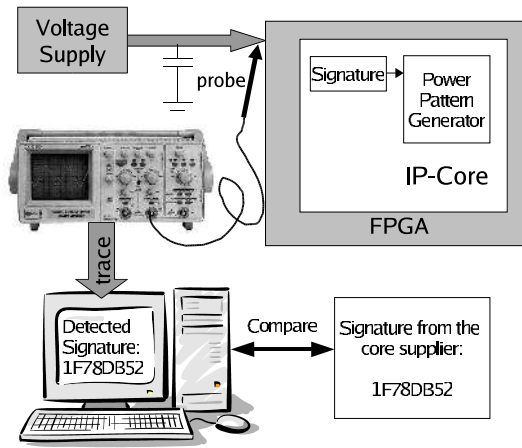 Voltage
Supply
probe
Signature
Power
Pattern
Generator
IP-Core
FPGA
trace
Detected
Signature:
1F78DB52
Compare
Signature from the
core supplier:
1F78DB52